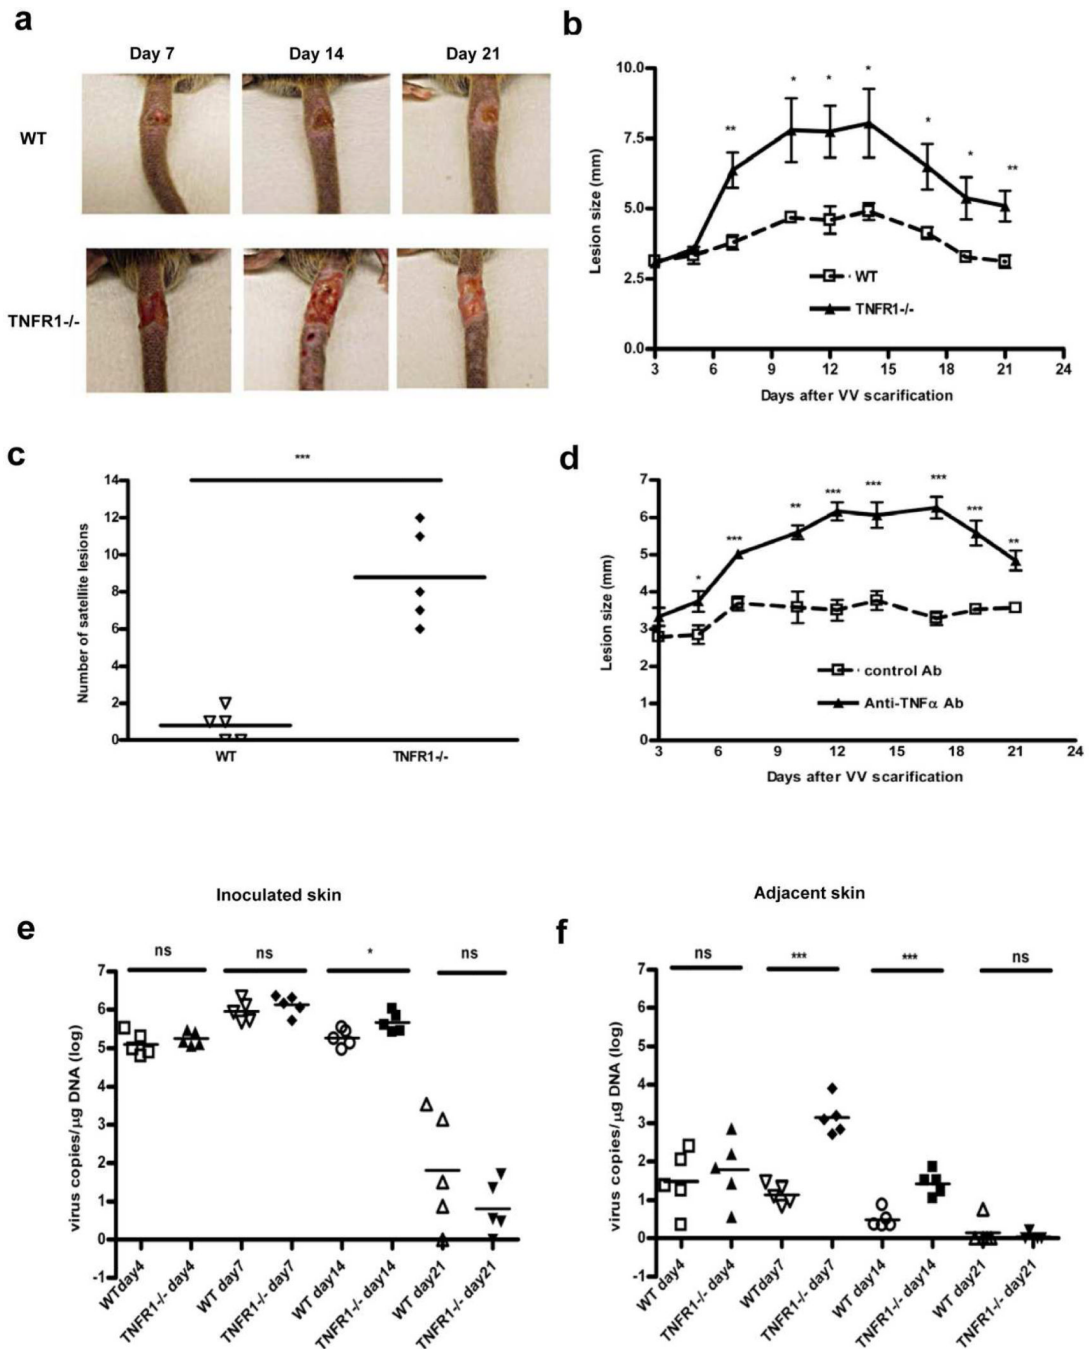 a
Day 7 Day 14 Day 21
WT
TNFR1-/-
b
10.0
7.5
5.0
2.5
0.0
Lesion size (mm)
** * * * * * **
WT
TNFR1-/-
3 6 9 12 15 18 21 24
Days after VV scarification
c
***
14
12
10
8
6
4
2
0
Number of satellite lesions
WT TNFR1-/-
d
7
6
5
4
3
2
1
0
Lesion size (mm)
* *** ** *** *** *** *** **
control Ab
Anti-TNFα Ab
3 6 9 12 15 18 21 24
Days after VV scarification
Inoculated skin
e
ns ns * ns
7
6
5
4
3
2
1
0
-1
virus copies/µg DNA (log)
WTday4
TNFR1-/- day4
WT day7
TNFR1-/- day7
WT day14
TNFR1-/- day14
WT day21
TNFR1-/- day21
Adjacent skin
f
ns *** *** ns
7
6
5
4
3
2
1
0
-1
virus copies/µg DNA (log)
WT day4
TNFR1-/- day4
WTday7
TNFR1-/- day7
WT day14
TNFR1-/- day14
WT day21
TNFR1-/- day21